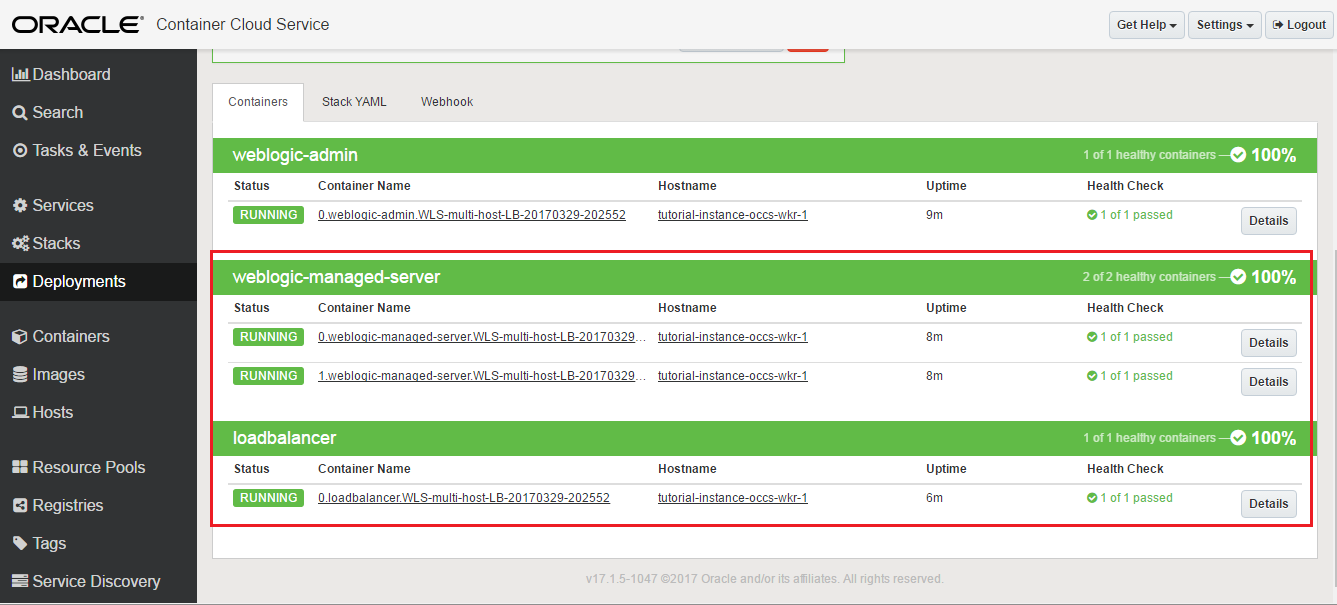 ORACLE® Container Cloud Service Get Help Settings Logout
Dashboard
Search
Tasks & Events
Services
Stacks
Deployments
Containers
Images
Hosts
Resource Pools
Registries
Tags
Service Discovery
Containers Stack YAML Webhook
weblogic-admin 1 of 1 healthy containers 100%
Status Container Name Hostname Uptime Health Check
RUNNING 0.weblogic-admin.WLS-multi-host-LB-20170329-202552 tutorial-instance-occs-wkr-1 9m 1 of 1 passed Details
weblogic-managed-server 2 of 2 healthy containers 100%
Status Container Name Hostname Uptime Health Check
RUNNING 0.weblogic-managed-server.WLS-multi-host-LB-20170329... tutorial-instance-occs-wkr-1 8m 1 of 1 passed Details
RUNNING 1.weblogic-managed-server.WLS-multi-host-LB-20170329... tutorial-instance-occs-wkr-1 8m 1 of 1 passed Details
loadbalancer 1 of 1 healthy containers 100%
Status Container Name Hostname Uptime Health Check
RUNNING 0.loadbalancer.WLS-multi-host-LB-20170329-202552 tutorial-instance-occs-wkr-1 6m 1 of 1 passed Details
v17.1.5-1047 ©2017 Oracle and/or its affiliates. All rights reserved.